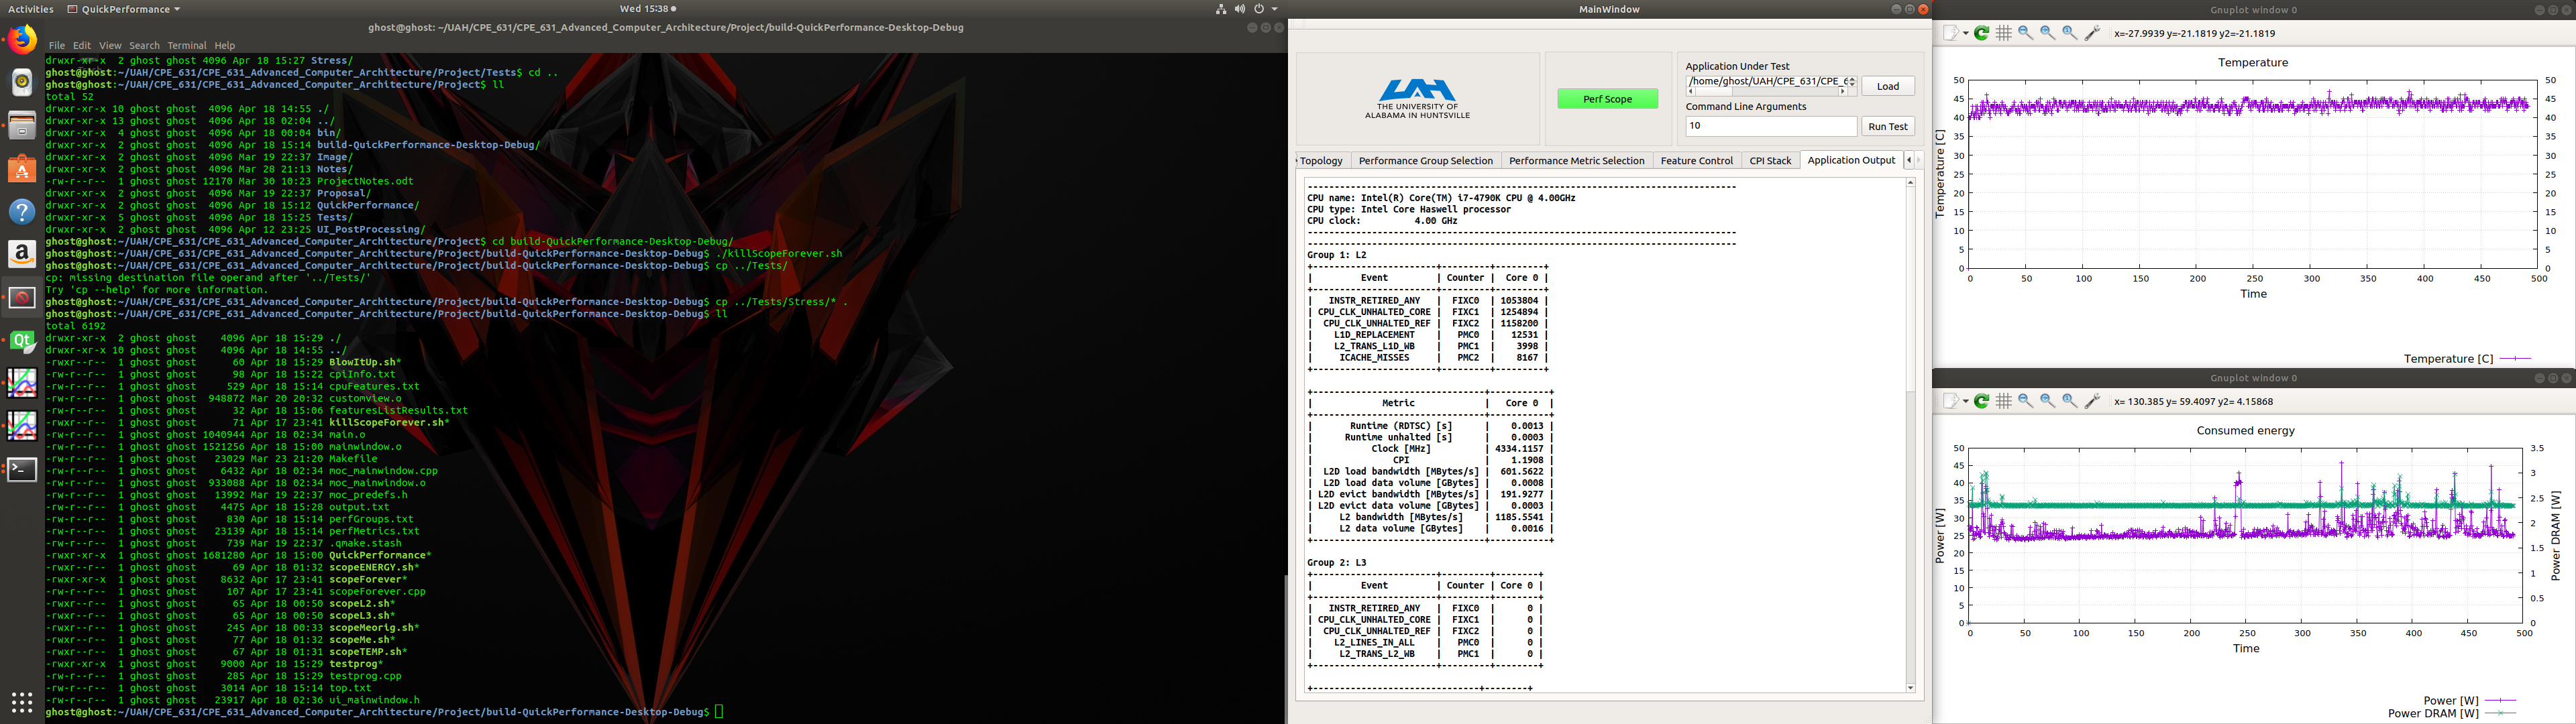 Activities QuickPerformance Wed 15:38
ghost@ghost: ~/UAH/CPE_631/CPE_631_Advanced_Computer_Architecture/Project/build-QuickPerformance-Desktop-Debug
File Edit View Search Terminal Help
drwxr-xr-x 2 ghost ghost 4096 Apr 18 15:27 Stress/
ghost@ghost:~/UAH/CPE_631/CPE_631_Advanced_Computer_Architecture/Project/Tests$ cd ..
ghost@ghost:~/UAH/CPE_631/CPE_631_Advanced_Computer_Architecture/Project$ ll
total 52
drwxr-xr-x 10 ghost ghost 4096 Apr 18 14:55 ./
drwxr-xr-x 13 ghost ghost 4096 Apr 18 02:04 ../
drwxr-xr-x 4 ghost ghost 4096 Apr 18 00:04 bin/
drwxr-xr-x 2 ghost ghost 4096 Apr 18 15:14 build-QuickPerformance-Desktop-Debug/
drwxr-xr-x 2 ghost ghost 4096 Mar 19 22:37 Image/
drwxr-xr-x 2 ghost ghost 4096 Mar 28 21:13 Notes/
-rw-r--r-- 1 ghost ghost 12170 Mar 30 10:23 ProjectNotes.odt
drwxr-xr-x 2 ghost ghost 4096 Mar 19 22:37 Proposal/
drwxr-xr-x 2 ghost ghost 4096 Apr 18 15:12 QuickPerformance/
drwxr-xr-x 5 ghost ghost 4096 Apr 18 15:25 Tests/
drwxr-xr-x 2 ghost ghost 4096 Apr 12 23:25 UI_PostProcessing/
ghost@ghost:~/UAH/CPE_631/CPE_631_Advanced_Computer_Architecture/Project$ cd build-QuickPerformance-Desktop-Debug/
ghost@ghost:~/UAH/CPE_631/CPE_631_Advanced_Computer_Architecture/Project/build-QuickPerformance-Desktop-Debug$ ./killScopeForever.sh
ghost@ghost:~/UAH/CPE_631/CPE_631_Advanced_Computer_Architecture/Project/build-QuickPerformance-Desktop-Debug$ cp ../Tests/
cp: missing destination file operand after '../Tests/'
Try 'cp --help' for more information.
ghost@ghost:~/UAH/CPE_631/CPE_631_Advanced_Computer_Architecture/Project/build-QuickPerformance-Desktop-Debug$ cp ../Tests/Stress/* .
ghost@ghost:~/UAH/CPE_631/CPE_631_Advanced_Computer_Architecture/Project/build-QuickPerformance-Desktop-Debug$ ll
total 6192
drwxr-xr-x 2 ghost ghost 4096 Apr 18 15:29 ./
drwxr-xr-x 10 ghost ghost 4096 Apr 18 14:55 ../
-rwxr--r-- 1 ghost ghost 60 Apr 18 15:29 BlowItUp.sh*
-rw-r--r-- 1 ghost ghost 98 Apr 18 15:22 cpiInfo.txt
-rw-r--r-- 1 ghost ghost 529 Apr 18 15:14 cpuFeatures.txt
-rw-r--r-- 1 ghost ghost 948872 Mar 20 20:32 customview.o
-rw-r--r-- 1 ghost ghost 32 Apr 18 15:06 featuresListResults.txt
-rwxr--r-- 1 ghost ghost 71 Apr 17 23:41 killScopeForever.sh*
-rw-r--r-- 1 ghost ghost 1040944 Apr 18 02:34 main.o
-rw-r--r-- 1 ghost ghost 1521256 Apr 18 15:00 mainwindow.o
-rw-r--r-- 1 ghost ghost 23029 Mar 23 21:20 Makefile
-rw-r--r-- 1 ghost ghost 6432 Apr 18 02:34 moc_mainwindow.cpp
-rw-r--r-- 1 ghost ghost 933088 Apr 18 02:34 moc_mainwindow.o
-rw-r--r-- 1 ghost ghost 13992 Mar 19 22:37 moc_predefs.h
-rw-r--r-- 1 ghost ghost 4475 Apr 18 15:28 output.txt
-rw-r--r-- 1 ghost ghost 830 Apr 18 15:14 perfGroups.txt
-rw-r--r-- 1 ghost ghost 23139 Apr 18 15:14 perfMetrics.txt
-rw-r--r-- 1 ghost ghost 739 Mar 19 22:37 .qmake.stash
-rwxr-xr-x 1 ghost ghost 1681280 Apr 18 15:00 QuickPerformance*
-rwxr--r-- 1 ghost ghost 69 Apr 18 01:32 scopeENERGY.sh*
-rwxr-xr-x 1 ghost ghost 8632 Apr 17 23:41 scopeForever*
-rw-r--r-- 1 ghost ghost 107 Apr 17 23:41 scopeForever.cpp
-rwxr--r-- 1 ghost ghost 65 Apr 18 00:50 scopeL2.sh*
-rwxr--r-- 1 ghost ghost 65 Apr 18 00:50 scopeL3.sh*
-rwxr--r-- 1 ghost ghost 245 Apr 18 00:33 scopeMeorig.sh*
-rwxr--r-- 1 ghost ghost 77 Apr 18 01:32 scopeMe.sh*
-rwxr--r-- 1 ghost ghost 67 Apr 18 01:31 scopeTEMP.sh*
-rwxr-xr-x 1 ghost ghost 9000 Apr 18 15:29 testprog*
-rw-r--r-- 1 ghost ghost 285 Apr 18 15:29 testprog.cpp
-rw-r--r-- 1 ghost ghost 3014 Apr 18 15:14 top.txt
-rw-r--r-- 1 ghost ghost 23917 Apr 18 02:36 ui_mainwindow.h
ghost@ghost:~/UAH/CPE_631/CPE_631_Advanced_Computer_Architecture/Project/build-QuickPerformance-Desktop-Debug$
MainWindow
UAH
THE UNIVERSITY OF
ALABAMA IN HUNTSVILLE
Perf Scope
Application Under Test
/home/ghost/UAH/CPE_631/CPE_6
Load
Command Line Arguments
10
Run Test
Topology Performance Group Selection Performance Metric Selection Feature Control CPI Stack Application Output
CPU name: Intel(R) Core(TM) i7-4790K CPU @ 4.00GHz
CPU type: Intel Core Haswell processor
CPU clock: 4.00 GHz
Group 1: L2
| Event | Counter | Core 0 |
| INSTR_RETIRED_ANY | FIXC0 | 1053804 |
| CPU_CLK_UNHALTED_CORE | FIXC1 | 1254894 |
| CPU_CLK_UNHALTED_REF | FIXC2 | 1158200 |
| L1D_REPLACEMENT | PMC0 | 12531 |
| L2_TRANS_L1D_WB | PMC1 | 3998 |
| ICACHE_MISSES | PMC2 | 8167 |
| Metric | Core 0 |
| Runtime (RDTSC) [s] | 0.0013 |
| Runtime unhalted [s] | 0.0003 |
| Clock [MHz] | 4334.1157 |
| CPI | 1.1908 |
| L2D load bandwidth [MBytes/s] | 601.5622 |
| L2D load data volume [GBytes] | 0.0008 |
| L2D evict bandwidth [MBytes/s] | 191.9277 |
| L2D evict data volume [GBytes] | 0.0003 |
| L2 bandwidth [MBytes/s] | 1185.5541 |
| L2 data volume [GBytes] | 0.0016 |
Group 2: L3
| Event | Counter | Core 0 |
| INSTR_RETIRED_ANY | FIXC0 | 0 |
| CPU_CLK_UNHALTED_CORE | FIXC1 | 0 |
| CPU_CLK_UNHALTED_REF | FIXC2 | 0 |
| L2_LINES_IN_ALL | PMC0 | 0 |
| L2_TRANS_L2_WB | PMC1 | 0 |
Gnuplot window 0
x=-27.9939 y=-21.1819 y2=-21.1819
Temperature
50 50
45 45
40 40
35 35
30 30
25 25
20 20
15 15
10 10
5 5
0 0
0 50 100 150 200 250 300 350 400 450 500
Temperature [C]
Time
Temperature [C]
Gnuplot window 0
x= 130.385 y= 59.4097 y2= 4.15868
Consumed energy
50 3.5
45
40 3
35 2.5
30
25 2
20 1.5
15
10 1
5 0.5
0 0
0 50 100 150 200 250 300 350 400 450 500
Power [W]
Power DRAM [W]
Time
Power [W]
Power DRAM [W]